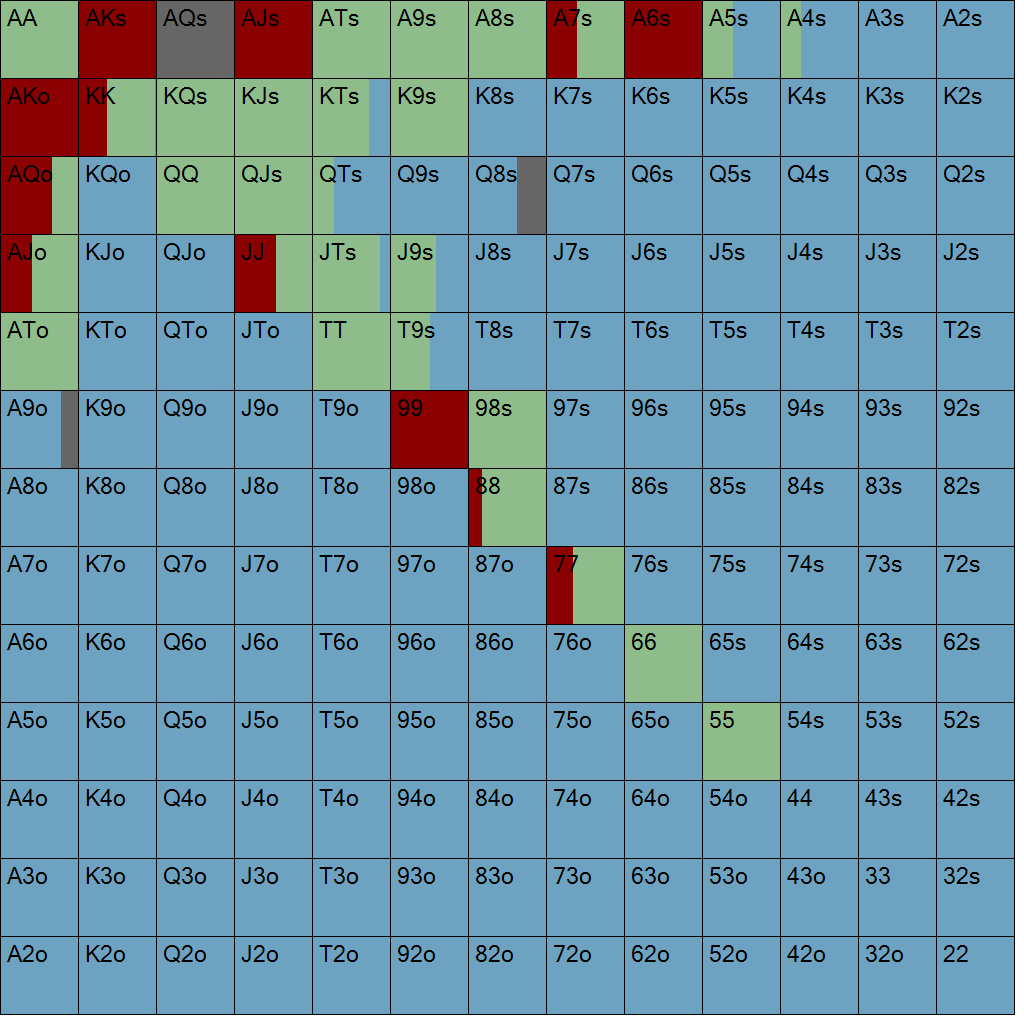 AA AKs AQs AJs ATs A9s A8s A7s A6s A5s A4s A3s A2s
AKo KK KQs KJs KTs K9s K8s K7s K6s K5s K4s K3s K2s
AQo KQo QQ QJs QTs Q9s Q8s Q7s Q6s Q5s Q4s Q3s Q2s
AJo KJo QJo JJ JTs J9s J8s J7s J6s J5s J4s J3s J2s
ATo KTo QTo JTo TT T9s T8s T7s T6s T5s T4s T3s T2s
A9o K9o Q9o J9o T9o 99 98s 97s 96s 95s 94s 93s 92s
A8o K8o Q8o J8o T8o 98o 88 87s 86s 85s 84s 83s 82s
A7o K7o Q7o J7o T7o 97o 87o 77 76s 75s 74s 73s 72s
A6o K6o Q6o J6o T6o 96o 86o 76o 66 65s 64s 63s 62s
A5o K5o Q5o J5o T5o 95o 85o 75o 65o 55 54s 53s 52s
A4o K4o Q4o J4o T4o 94o 84o 74o 64o 54o 44 43s 42s
A3o K3o Q3o J3o T3o 93o 83o 73o 63o 53o 43o 33 32s
A2o K2o Q2o J2o T2o 92o 82o 72o 62o 52o 42o 32o 22